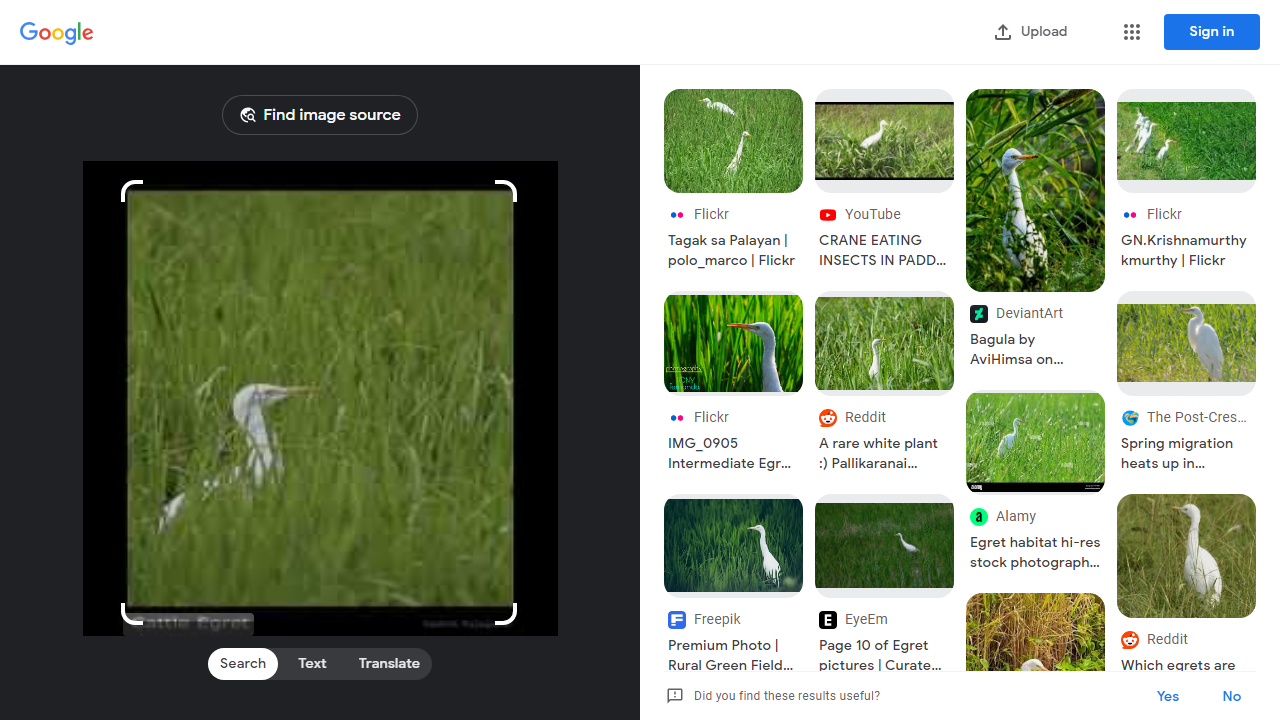 Google
Upload
Sign in
Find image source
Cattle Egret
Search
Text
Translate
Flickr
Tagak sa Palayan |
polo_marco | Flickr
YouTube
CRANE EATING
INSECTS IN PADD...
DeviantArt
Bagula by
AviHimsa on...
Flickr
GN.Krishnamurthy
kmurthy | Flickr
Flickr
IMG_0905
Intermediate Egr...
Reddit
A rare white plant
:) Pallikaranai...
Alamy
Egret habitat hi-res
stock photograph...
The Post-Cres...
Spring migration
heats up in...
Freepik
Premium Photo |
Rural Green Field...
EyeEm
Page 10 of Egret
pictures | Curate...
Reddit
Which egrets are
Did you find these results useful?
Yes
No